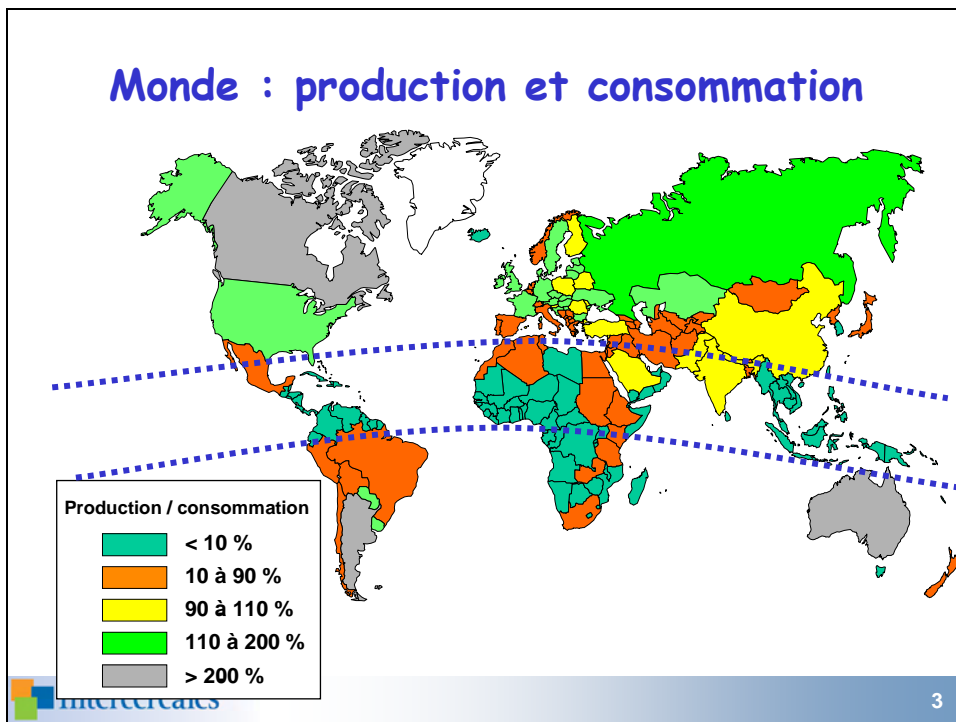 Monde : production et consommation
Production / consommation
< 10 %
10 à 90 %
90 à 110 %
110 à 200 %
> 200 %
3